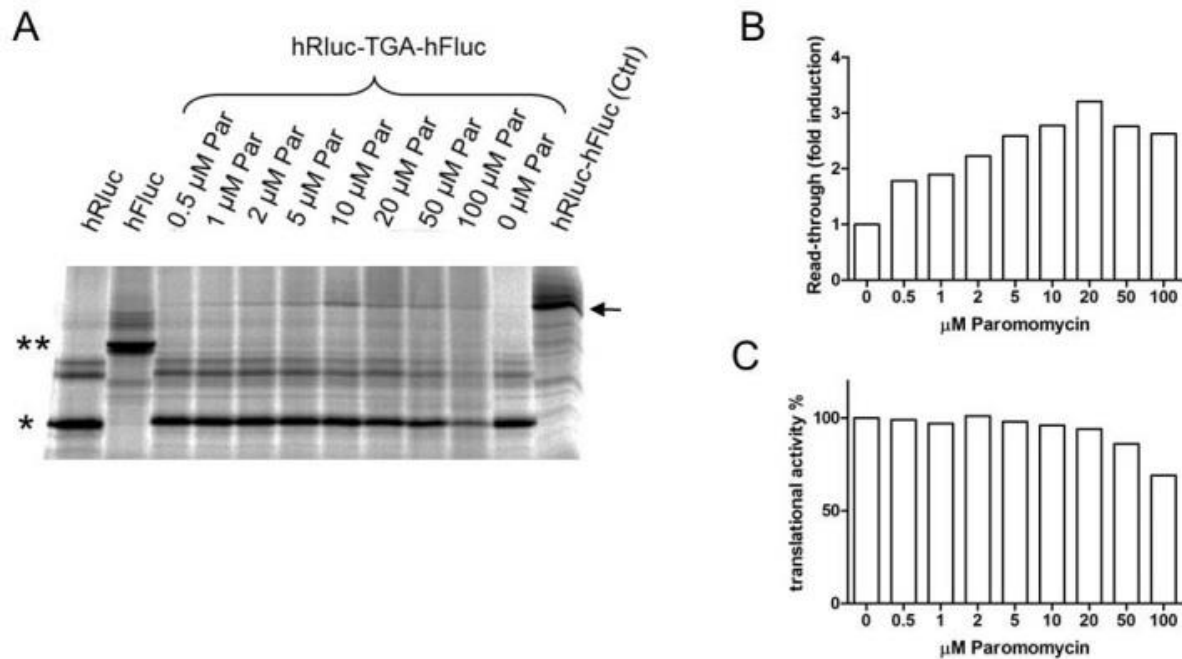 A
hRluc-TGA-hFluc
hRluc
hFluc
0.5 µM Par
1 µM Par
2 µM Par
5 µM Par
10 µM Par
20 µM Par
50 µM Par
100 µM Par
0 µM Par
hRluc-hFluc (Ctrl)
**
*
B
Read-through (fold induction)
4
3
2
1
0
0 0.5 1 2 5 10 20 50 100
µM Paromomycin
C
translational activity %
100
50
0
0 0.5 1 2 5 10 20 50 100
µM Paromomycin